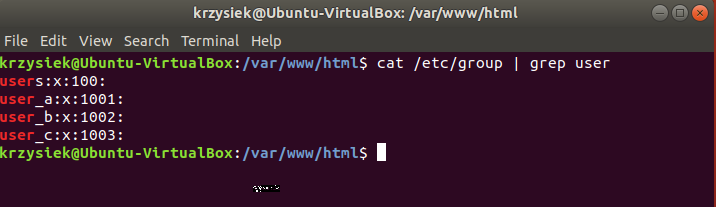 krzysiek@Ubuntu-VirtualBox: /var/www/html
File Edit View Search Terminal Help
krzysiek@Ubuntu-VirtualBox:/var/www/html$ cat /etc/group | grep user
users:x:100:
user_a:x:1001:
user_b:x:1002:
user_c:x:1003:
krzysiek@Ubuntu-VirtualBox:/var/www/html$